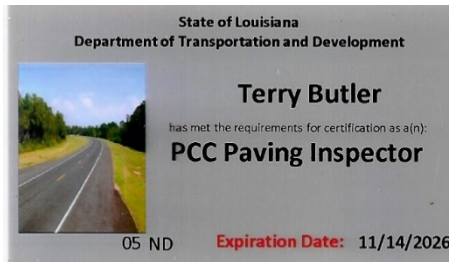 State of Louisiana
Department of Transportation and Development
Terry Butler
has met the requirements for certification as a(n):
PCC Paving Inspector
05 ND Expiration Date: 11/14/2026